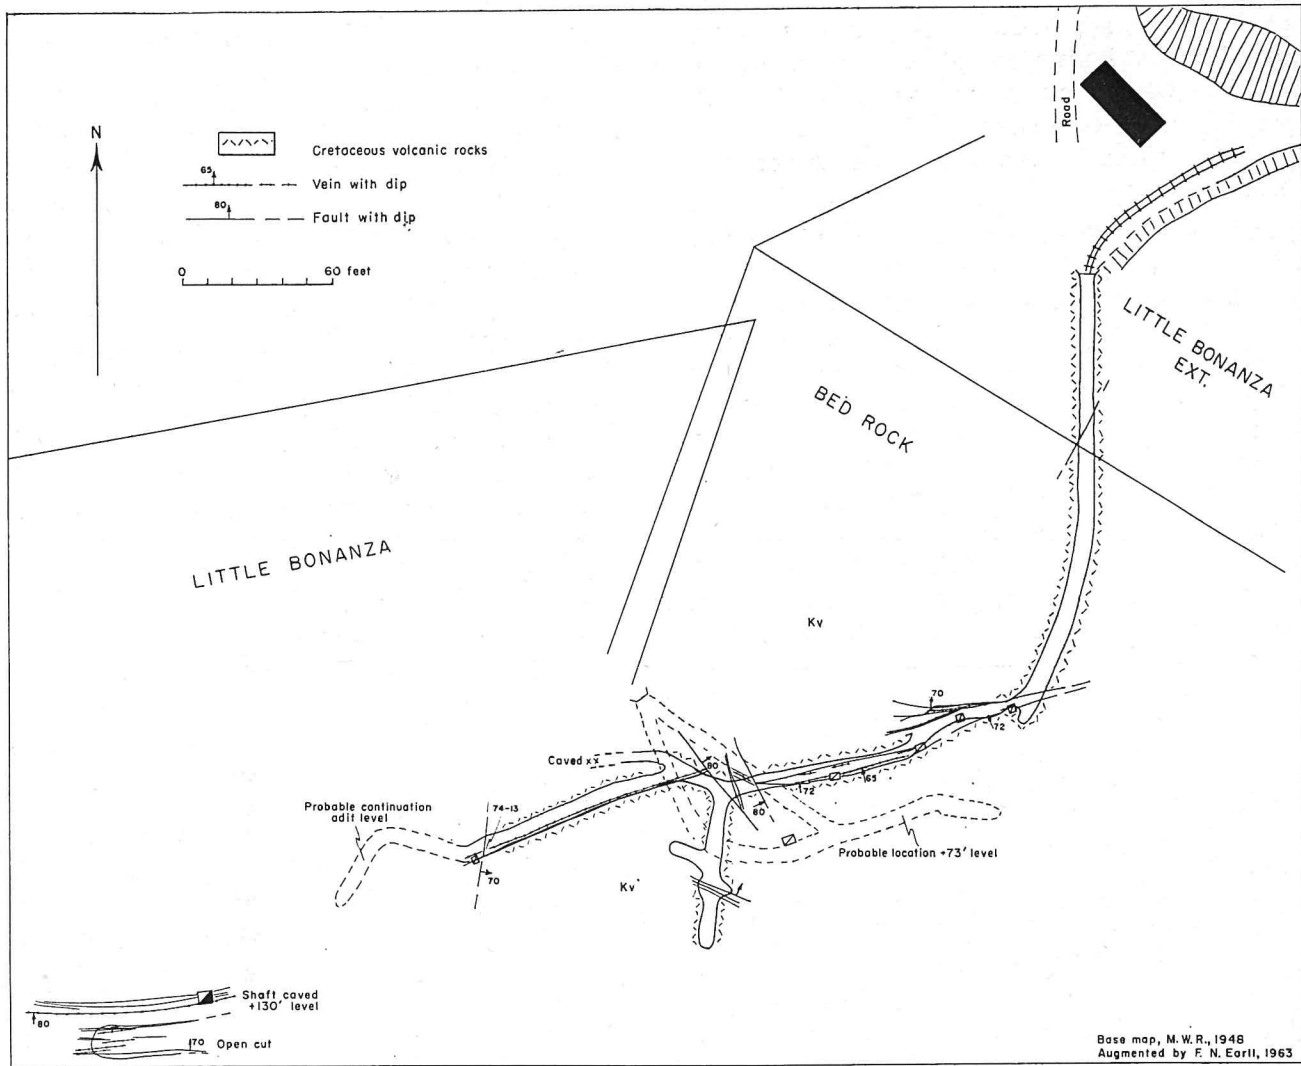 Road
N
Cretaceous volcanic rocks
65
Vein with dip
80
Fault with dip
0 60 feet
LITTLE BONANZA
EXT.
BED ROCK
LITTLE BONANZA
Kv
70
72
Caved xx
80
65
72
80
Probable continuation
adit level
74-13
Probable location +73' level
70
Kv
Shaft caved
+130' level
80
70
Open cut
Base map, M.W.R., 1948
Augmented by F. N. Earll, 1963